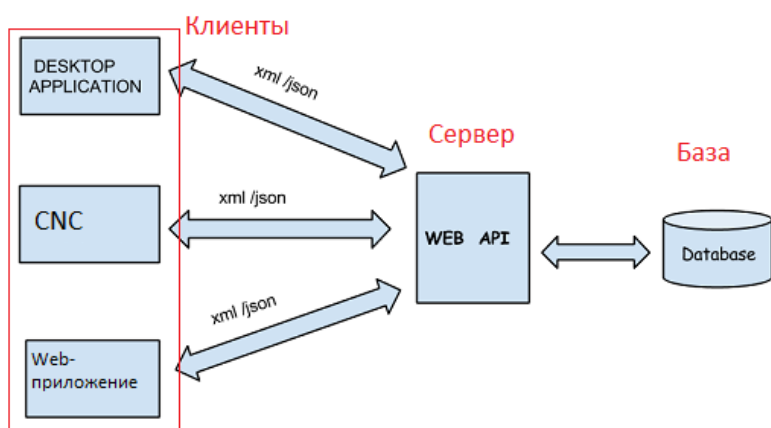 Клиенты
DESKTOP
APPLICATION
xml /json
Сервер
База
CNC
xml /json
WEB API
Database
xml /json
Web-
приложение